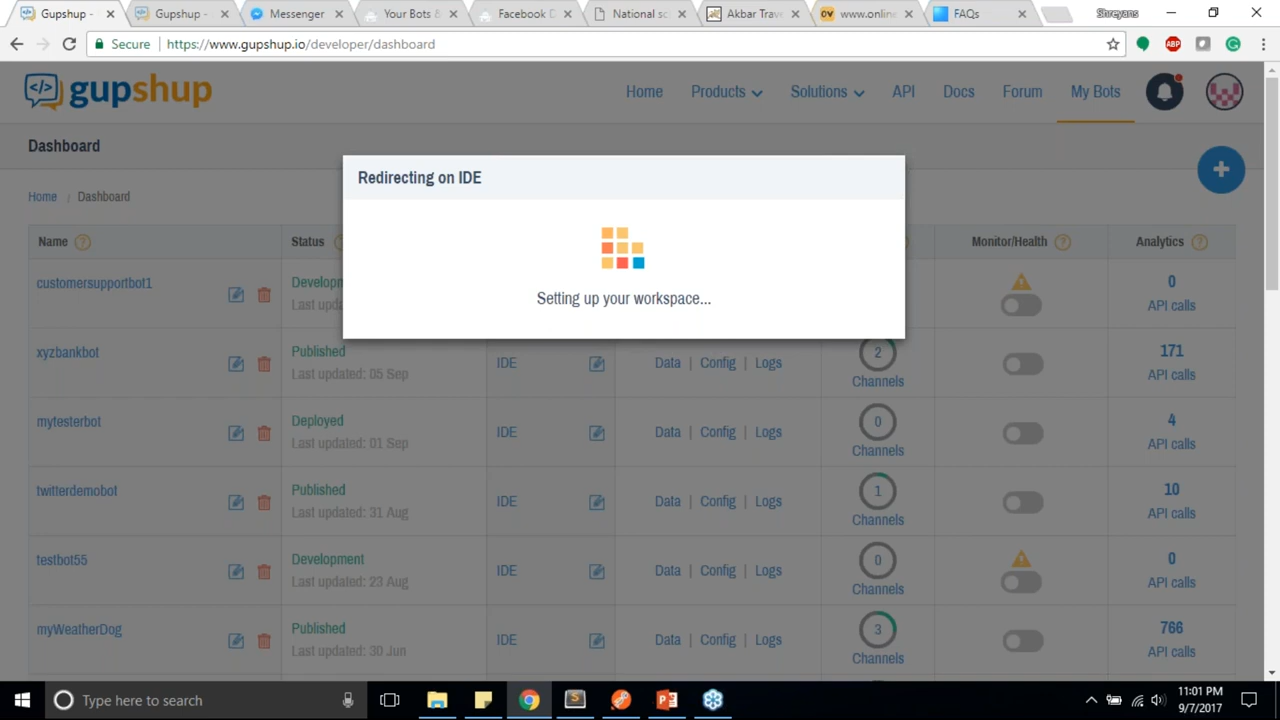 Gupshup -
Gupshup -
Messenger
Your Bots &
Facebook D
National sc
Akbar Trave
www.online
FAQs
Shreyans
Secure
https://www.gupshup.io/developer/dashboard
ABP
gupshup
Home
Products
Solutions
API
Docs
Forum
My Bots
Dashboard
Home / Dashboard
Redirecting on IDE
Setting up your workspace...
Name ?
Status
Monitor/Health ?
Analytics ?
customersupportbot1
Developm
Last upda
0
API calls
xyzbankbot
Published
Last updated: 05 Sep
IDE
Data | Config | Logs
2
Channels
171
API calls
mytesterbot
Deployed
Last updated: 01 Sep
IDE
Data | Config | Logs
0
Channels
4
API calls
twitterdemobot
Published
Last updated: 31 Aug
IDE
Data | Config | Logs
1
Channels
10
API calls
testbot55
Development
Last updated: 23 Aug
IDE
Data | Config | Logs
0
Channels
0
API calls
myWeatherDog
Published
Last updated: 30 Jun
IDE
Data | Config | Logs
3
Channels
766
API calls
Type here to search
11:01 PM
9/7/2017